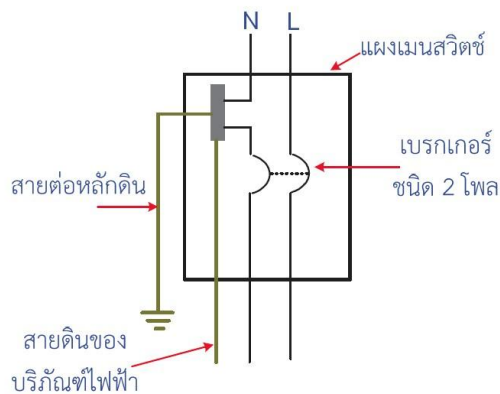 N L
แผงเมนสวิตช์
เบรกเกอร์
ชนิด 2 โพล
สายต่อหลักดิน
สายดินของ
บริภัณฑ์ไฟฟ้า